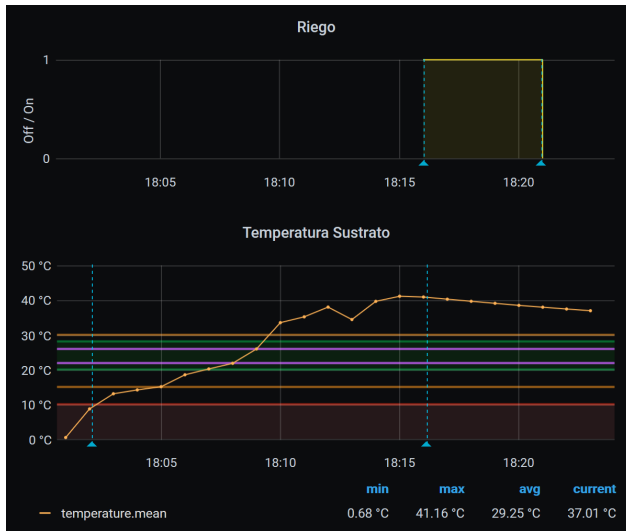 Riego
1
Off / On
0
18:05 18:10 18:15 18:20
Temperatura Sustrato
50 °C
40 °C
30 °C
20 °C
10 °C
0 °C
18:05 18:10 18:15 18:20
min max avg current
temperature.mean 0.68 °C 41.16 °C 29.25 °C 37.01 °C